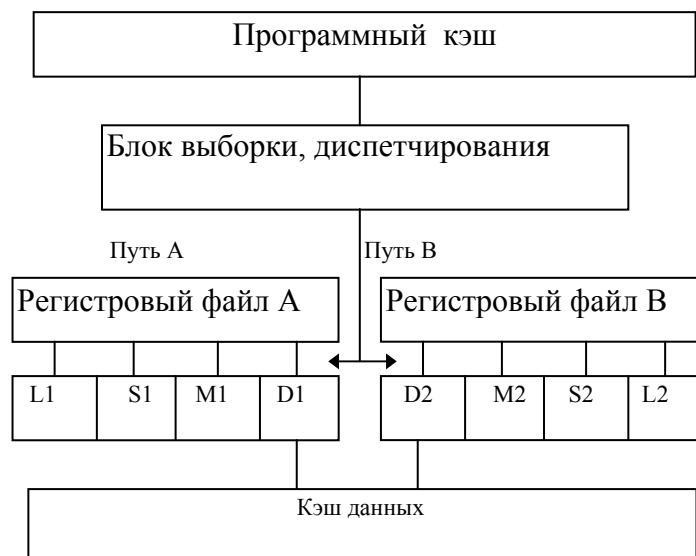 Программный кэш
Блок выборки, диспетчирования
Путь А Путь В
Регистровый файл А Регистровый файл В
L1 S1 M1 D1 D2 M2 S2 L2
Кэш данных